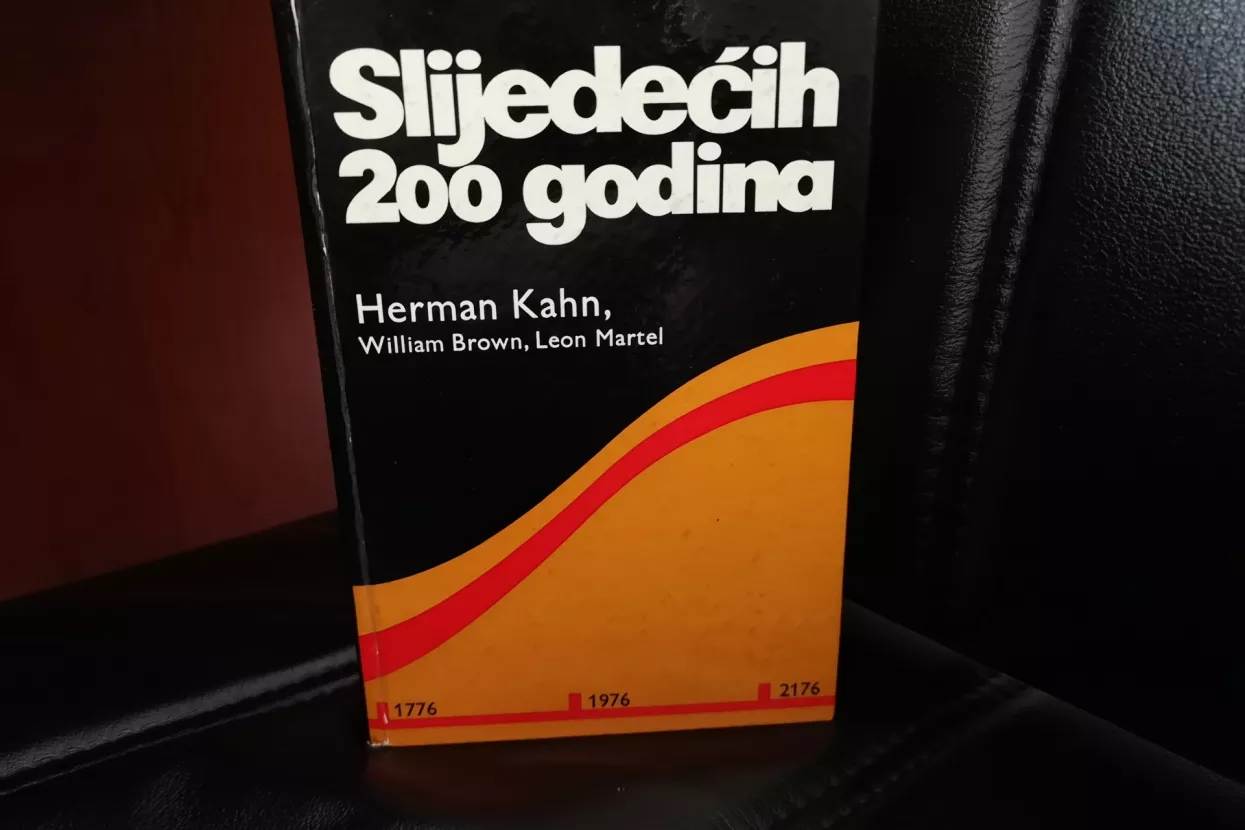 Slijedećih
200 godina
Herman Kahn,
William Brown, Leon Martel
1776 1976 2176